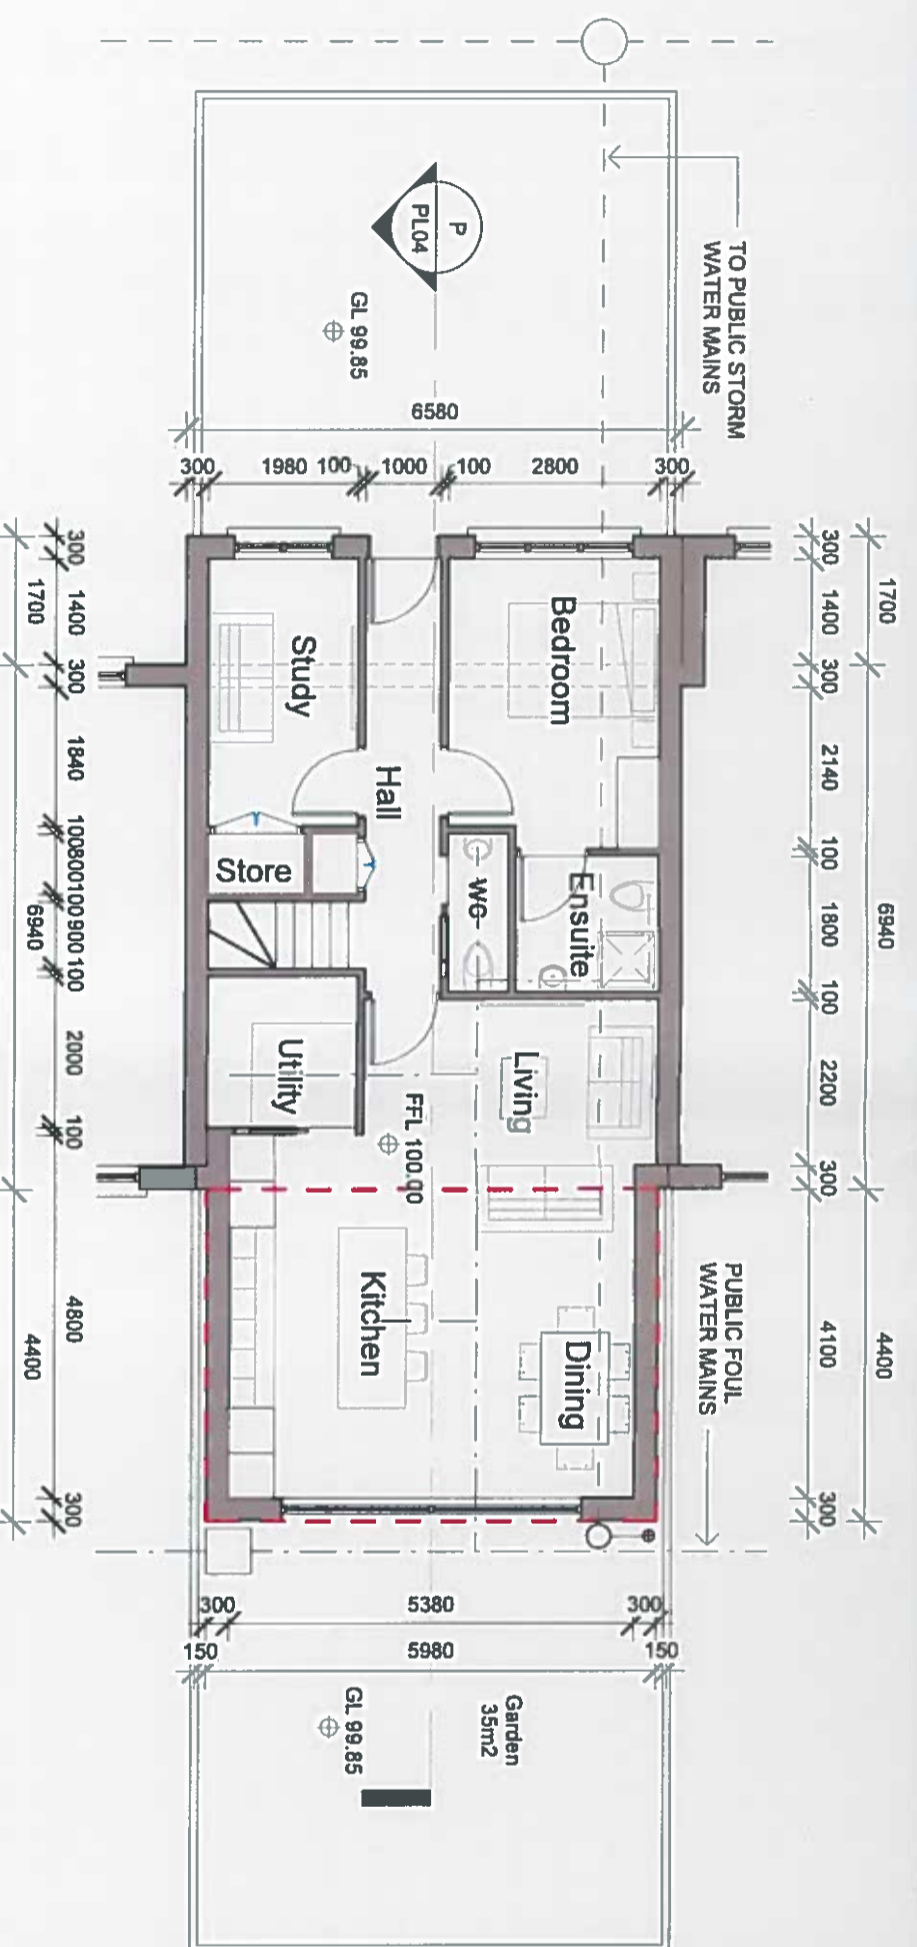 TO PUBLIC STORM
WATER MAINS
P
PL04
GL 99.85
6580
300
1980
100
1000
100
2800
300
1700
6940
4400
300
1400
300
2140
100
1800
100
2200
300
4100
300
Bedroom
Study
Hall
Store
wc
Ensuite
Utility
Living
FFL 100.00
Kitchen
Dining
PUBLIC FOUL
WATER MAINS
300
1400
300
1840
100
800
100
900
100
2000
100
4800
300
1700
6940
4400
300
5380
300
150
5980
150
Garden
35m2
GL 99.85